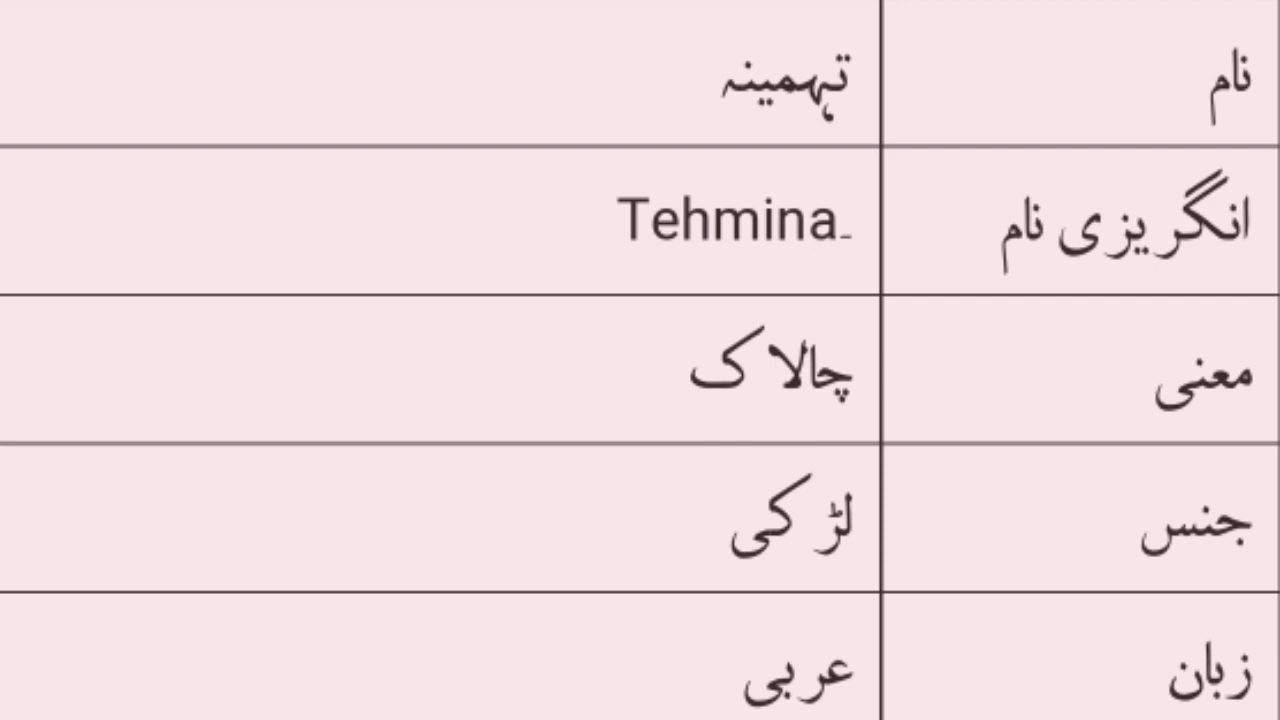 نام تہمینہ
انگریزی نام Tehmina۔
معنی چالاک
جنس لڑکی
زبان عربی